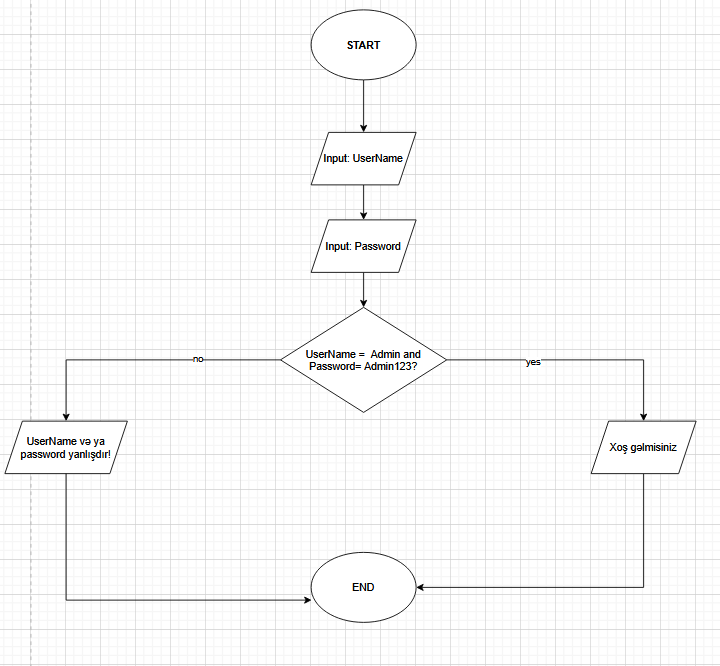 START
Input: UserName
Input: Password
UserName = Admin and
Password= Admin123?
no
yes
UserName və ya
password yanlışdır!
Xoş gəlmisiniz
END